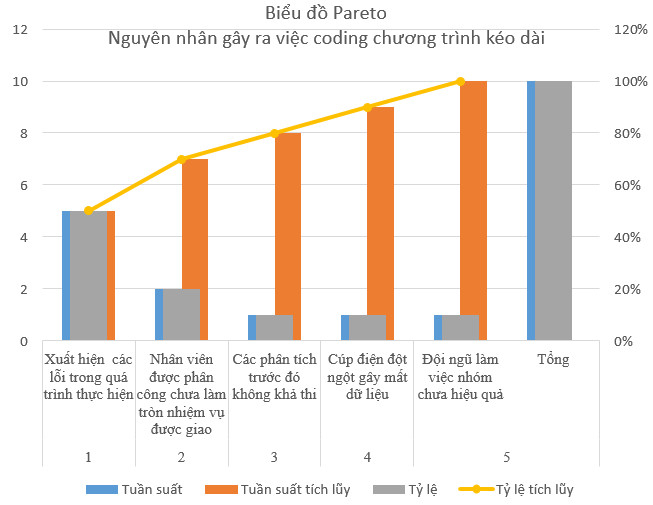 Biểu đồ Pareto
Nguyên nhân gây ra việc coding chương trình kéo dài
12
10
8
6
4
2
0
120%
100%
80%
60%
40%
20%
0%
Xuất hiện các
lỗi trong quá
trình thực hiện
Nhân viên
được phân
công chưa làm
tròn nhiệm vụ
được giao
Các phân tích
trước đó
không khả thi
Cúp điện đột
ngột gây mất
dữ liệu
Đội ngũ làm
việc nhóm
chưa hiệu quả
Tổng
1 2 3 4 5
Tuần suất Tuần suất tích lũy Tỷ lệ Tỷ lệ tích lũy